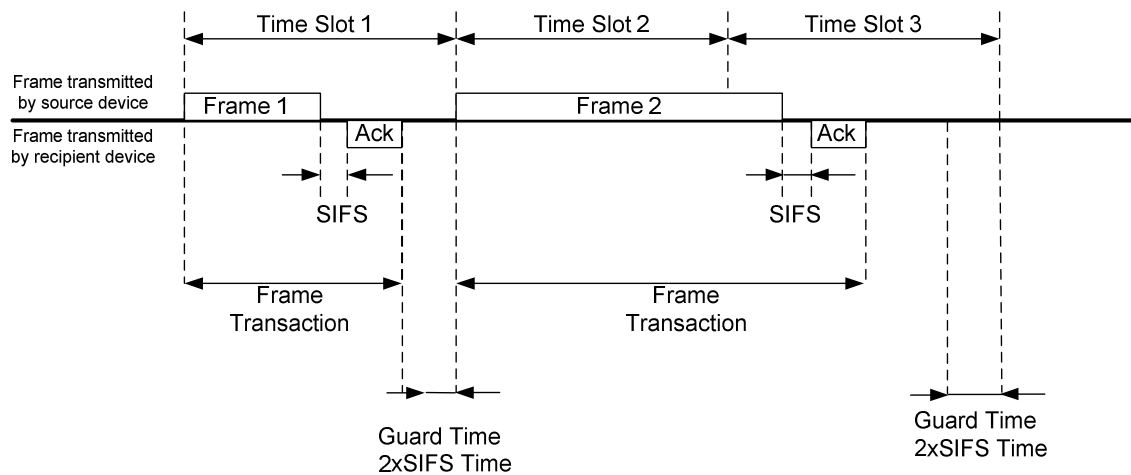 Time Slot 1
Time Slot 2
Time Slot 3
Frame transmitted
by source device
Frame 1
Frame 2
Frame transmitted
by recipient device
Ack
Ack
SIFS
SIFS
Frame
Transaction
Frame
Transaction
Guard Time
2xSIFS Time
Guard Time
2xSIFS Time